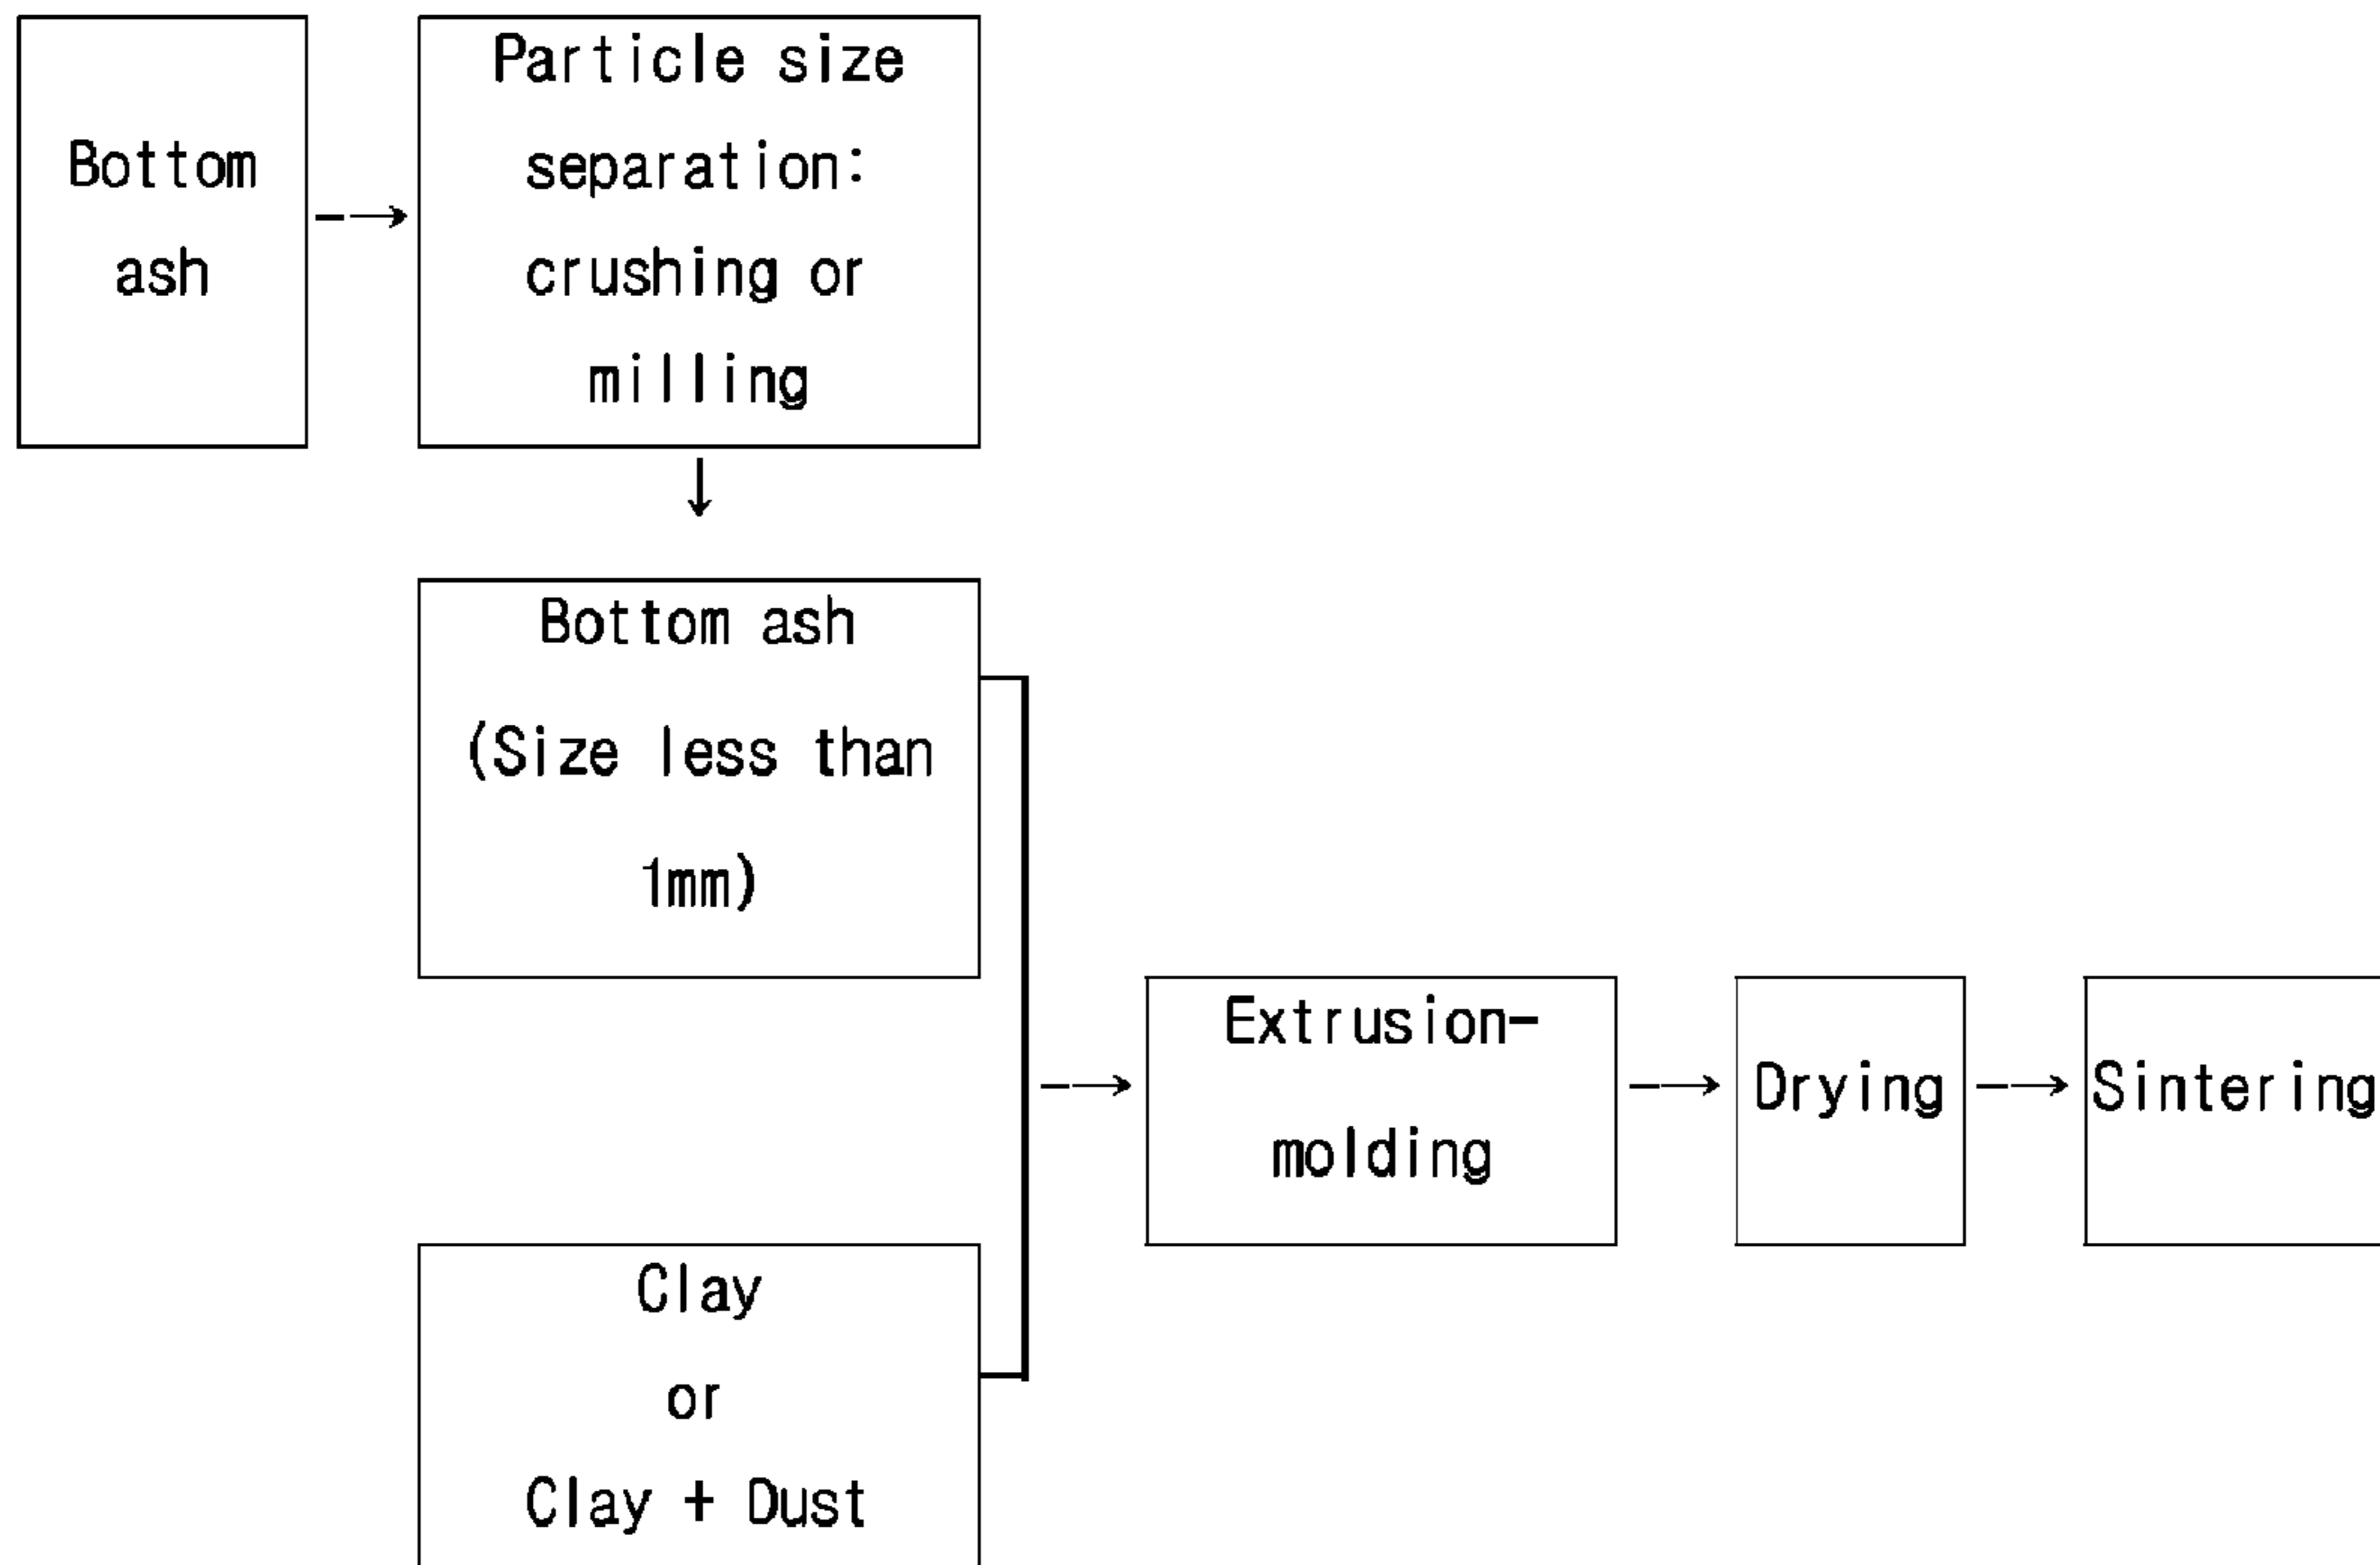 Bottom
ash
Particle size
separation:
crushing or
milling
Bottom ash
(Size less than
1mm)
Extrusion-
molding
Drying
Sintering
Clay
or
Clay + Dust